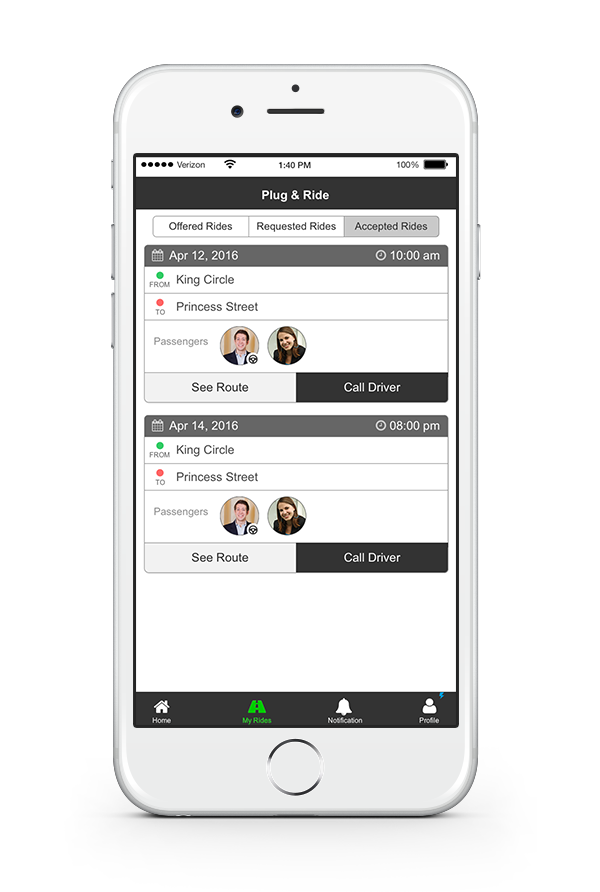 Verizon 1:40 PM 100%
Plug & Ride
Offered Rides Requested Rides Accepted Rides
Apr 12, 2016 10:00 am
FROM King Circle
TO Princess Street
Passengers
See Route Call Driver
Apr 14, 2016 08:00 pm
FROM King Circle
TO Princess Street
Passengers
See Route Call Driver
Home My Rides Notification Profile